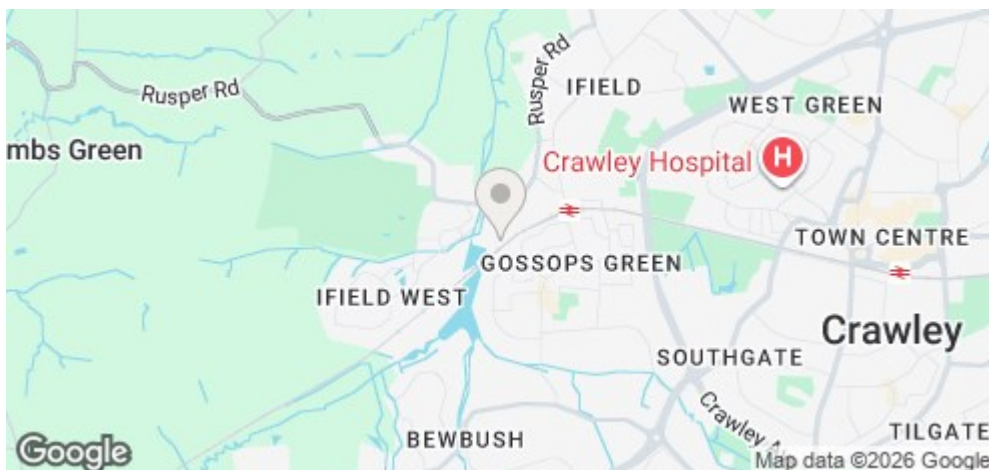 Rusper Rd
Rusper Rd
IFIELD
WEST GREEN
mbs Green
Crawley Hospital
H
TOWN CENTRE
GOSSOPS GREEN
IFIELD WEST
Crawley
SOUTHGATE
Crawley A
BEWBUSH
TILGATE
Google
Map data ©2026 Google